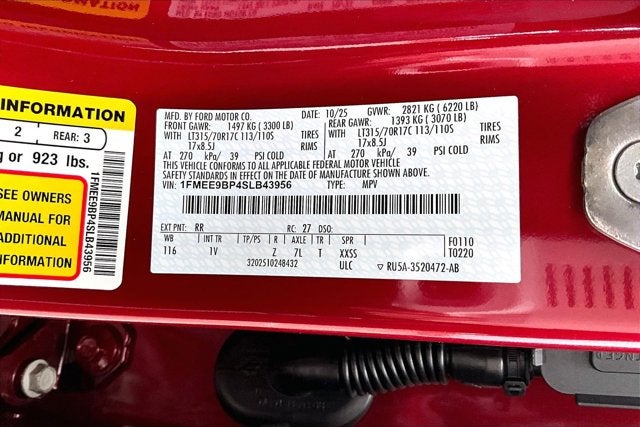 INFORMATION
2 REAR: 3
or 923 lbs.
SEE OWNERS
MANUAL FOR
ADDITIONAL
INFORMATION
1FMEE9BP4SLB43956
MFD. BY FORD MOTOR CO.
DATE: 10/25 GVWR: 2821 KG ( 6220 LB)
FRONT GAWR: 1497 KG ( 3300 LB) REAR GAWR: 1393 KG ( 3070 LB)
WITH LT315/70R17C 113/110S TIRES WITH LT315/70R17C 113/110S TIRES
17x8.5J RIMS 17x8.5J RIMS
AT 270 kPa/ 39 PSI COLD AT 270 kPa/ 39 PSI COLD
THIS VEHICLE CONFORMS TO ALL APPLICABLE FEDERAL MOTOR VEHICLE
SAFETY STANDARDS IN EFFECT ON THE DATE OF MANUFACTURE SHOWN ABOVE.
VIN: 1FMEE9BP4SLB43956 TYPE: MPV
EXT PNT: RR RC: 27 DSO:
WB INT TR TP/PS R AXLE TR SPR F0110
116 1V Z 7L T XXSS T0220
3202510248432 ULC ▽ RU5A-3520472-AB